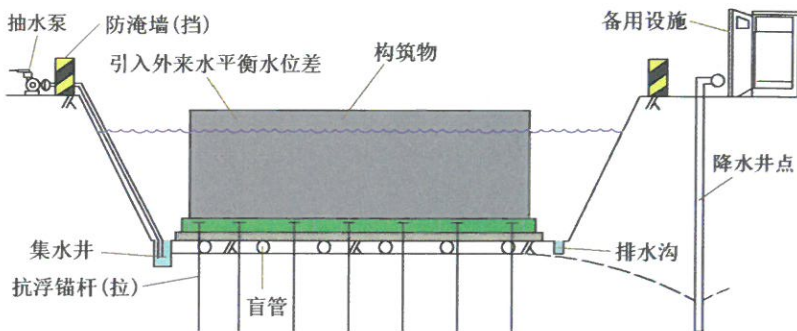 抽水泵
防淹墙(挡)
备用设施
引入外来水平衡水位差
构筑物
降水井点
集水井
排水沟
抗浮锚杆(拉)
盲管